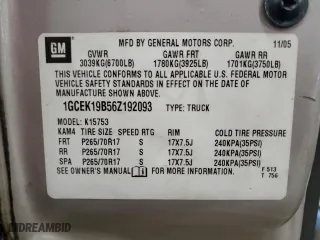 GM
MFD BY GENERAL MOTORS CORP. 11/05
GVWR GAWR FRT GAWR RR
3039KG(6700LB) 1780KG(3925LB) 1701KG(3750LB)
THIS VEHICLE CONFORMS TO ALL APPLICABLE U.S. FEDERAL
MOTOR VEHICLE SAFETY STANDARDS IN EFFECT ON THE DATE
OF MANUFACTURE SHOWN ABOVE.
1GCEK19B56Z192093 TYPE: TRUCK
MODEL: K15753
KAM4 TIRE SIZE SPEED RTG RIM COLD TIRE PRESSURE
FRT P265/70R17 S 17X7.5J 240KPA(35PSI)
RR P265/70R17 S 17X7.5J 240KPA(35PSI)
SPA P265/70R17 S 17X7.5J 240KPA(35PSI)
SEE OWNER'S MANUAL FOR MORE INFORMATION. F 513
T 756